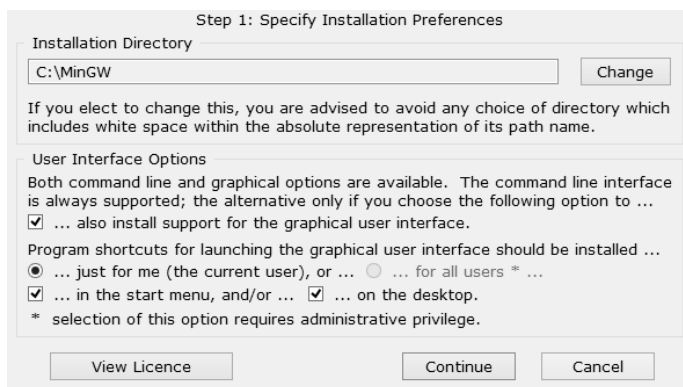 Step 1: Specify Installation Preferences
Installation Directory
C:\MinGW Change
If you elect to change this, you are advised to avoid any choice of directory which
includes white space within the absolute representation of its path name.
User Interface Options
Both command line and graphical options are available. The command line interface
is always supported; the alternative only if you choose the following option to ...
... also install support for the graphical user interface.
Program shortcuts for launching the graphical user interface should be installed ...
... just for me (the current user), or ... ... for all users * ...
... in the start menu, and/or ... ... on the desktop.
* selection of this option requires administrative privilege.
View Licence Continue Cancel